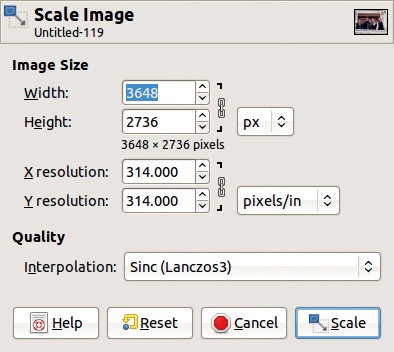 Scale Image
Untitled-119
Image Size
Width: 3648
Height: 2736 px
3648 × 2736 pixels
X resolution: 314.000
Y resolution: 314.000 pixels/in
Quality
Interpolation: Sinc (Lanczos3)
Help Reset Cancel Scale